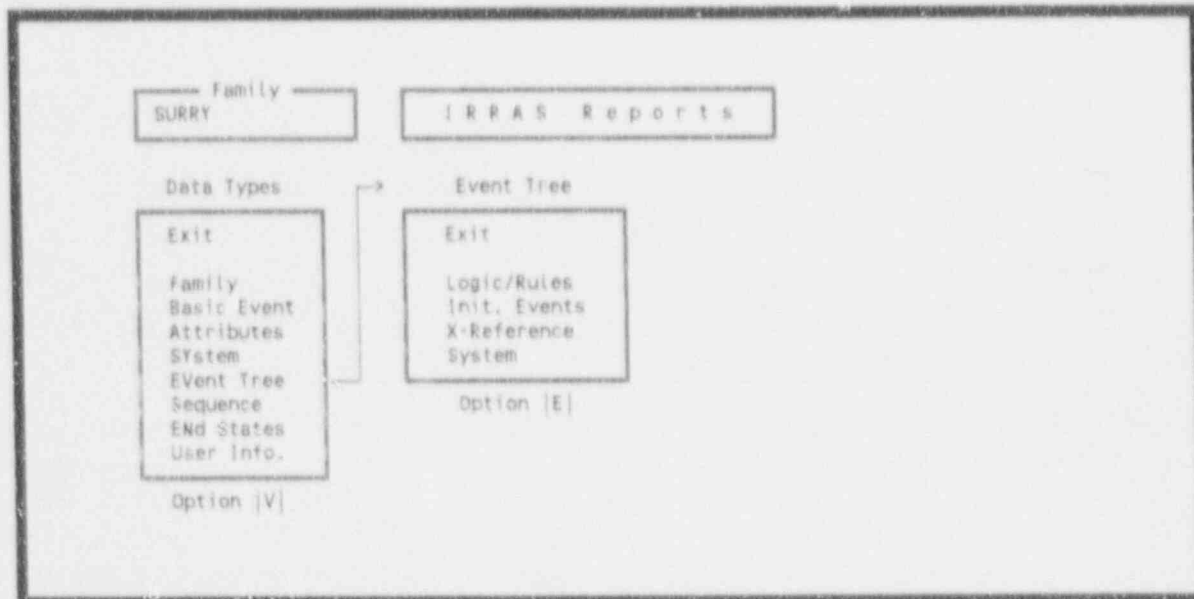 Family
SURRY
IRRAS Reports
Data Types
Exit
Family
Basic Event
Attributes
SYstem
EVent Tree
Sequence
ENd States
User Info.
Option |V|
Event Tree
Exit
Logic/Rules
Init. Events
X-Reference
System
Option |E|